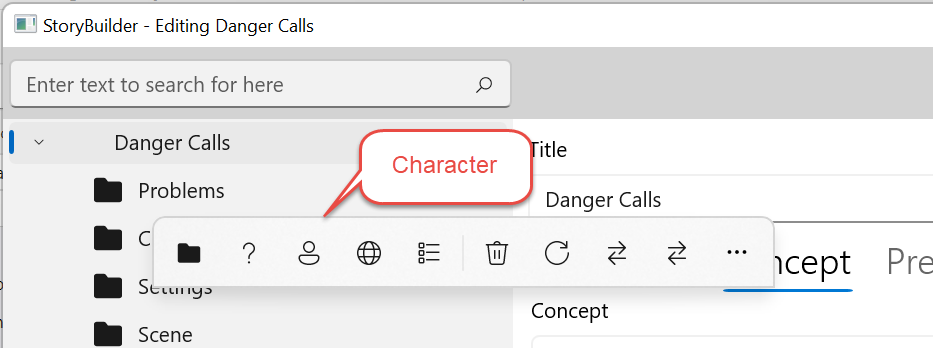 StoryBuilder - Editing Danger Calls
Enter text to search for here
Danger Calls
Character
Title
Problems
Danger Calls
C
ncept
Pre
Settings
Concept
Scene